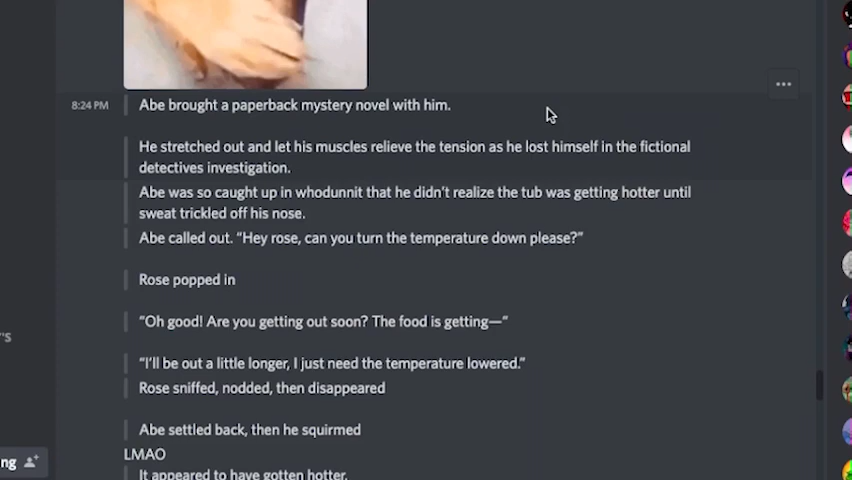 8:24 PM
Abe brought a paperback mystery novel with him.
He stretched out and let his muscles relieve the tension as he lost himself in the fictional
detectives investigation.
Abe was so caught up in whodunnit that he didn't realize the tub was getting hotter until
sweat trickled off his nose.
Abe called out. "Hey rose, can you turn the temperature down please?"
Rose popped in
"Oh good! Are you getting out soon? The food is getting—"
'S
"I'll be out a little longer, I just need the temperature lowered."
Rose sniffed, nodded, then disappeared
Abe settled back, then he squirmed
LMAO
ng
It appeared to have gotten hotter.